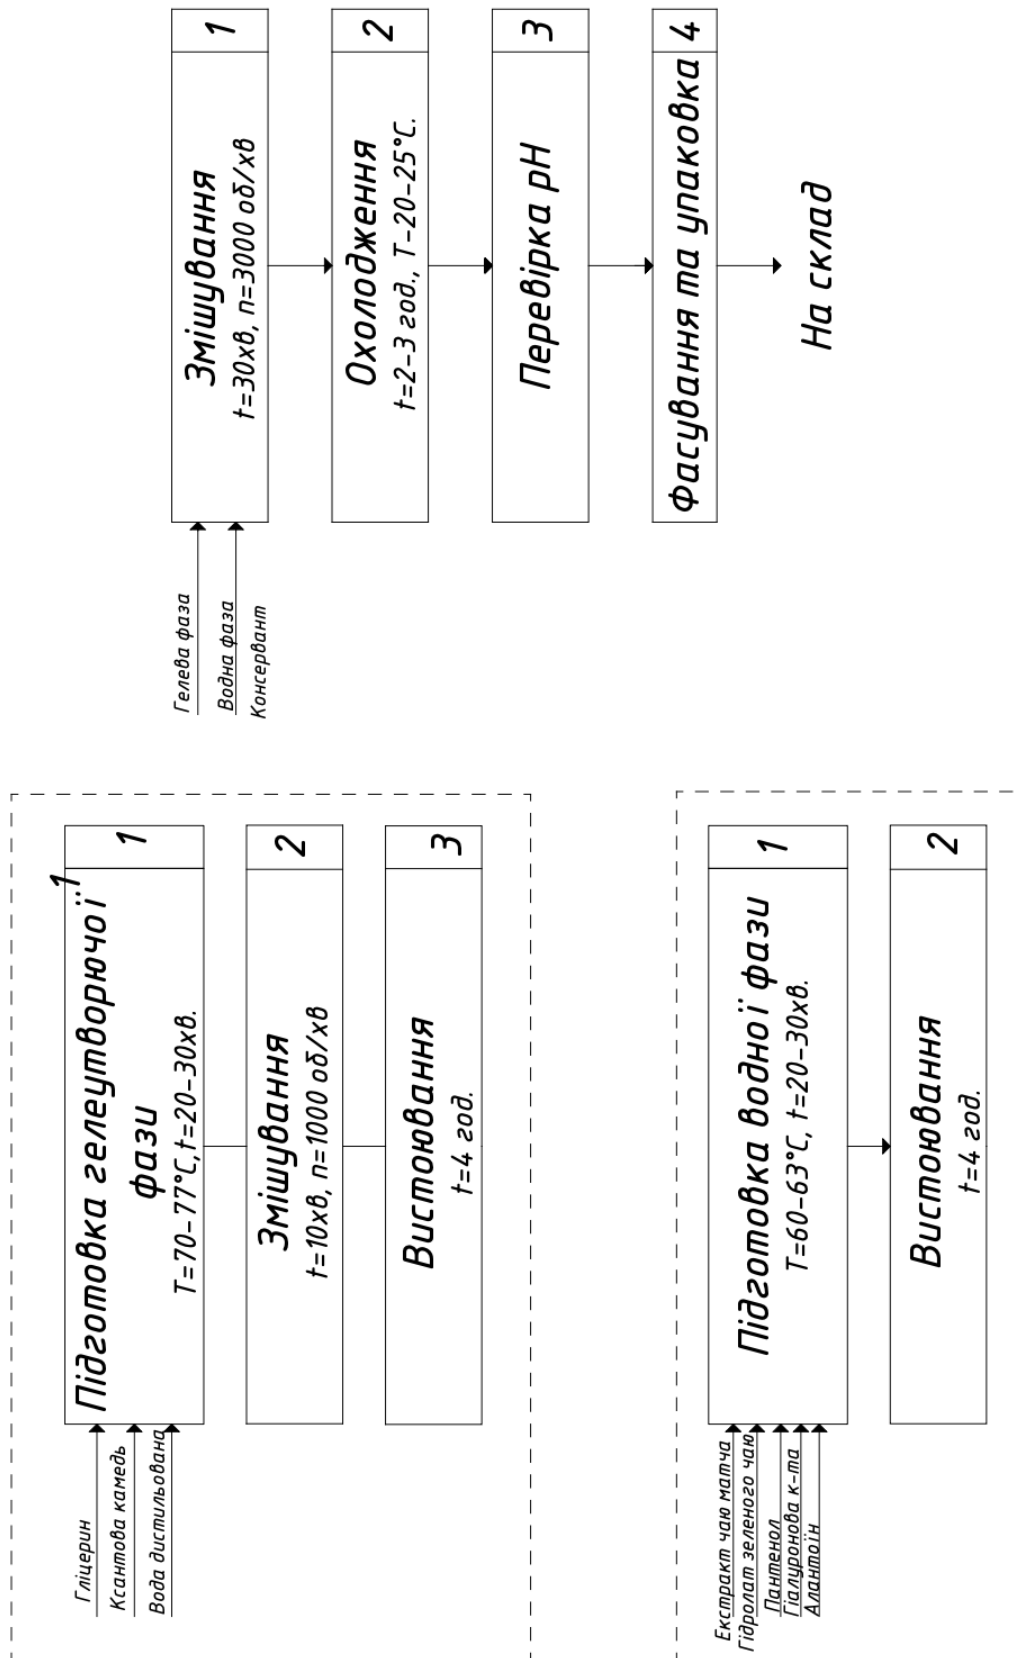 Гліцерин
Ксантова камедь
Вода дистильована
Підготовка гелеутворючої
фази
T=70-77°C, t=20-30хв.
1
1
Змішування
t=10хв, n=1000 об/хв
2
Вистоювання
t=4 год.
3
Екстракт чаю матча
Гідролат зеленого чаю
Пантенол
Гіалуронова к-та
Алантоїн
Підготовка водної фази
T=60-63°C, t=20-30хв.
1
Вистоювання
t=4 год.
2
Гелева фаза
Водна фаза
Консервант
Змішування
t=30хв, n=3000 об/хв
1
Охолодження
t=2-3 год., T-20-25°C.
2
Перевірка pH
3
Фасування та упаковка
4
На склад